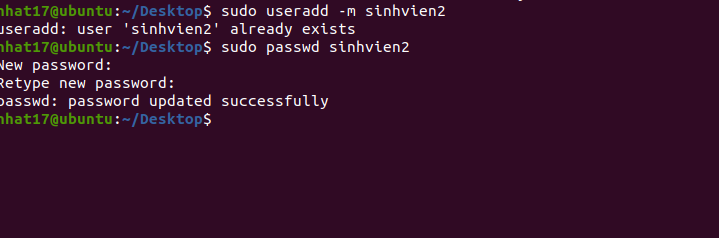 nhat17@ubuntu:~/Desktop$ sudo useradd -m sinhvien2
useradd: user 'sinhvien2' already exists
nhat17@ubuntu:~/Desktop$ sudo passwd sinhvien2
New password:
Retype new password:
passwd: password updated successfully
nhat17@ubuntu:~/Desktop$